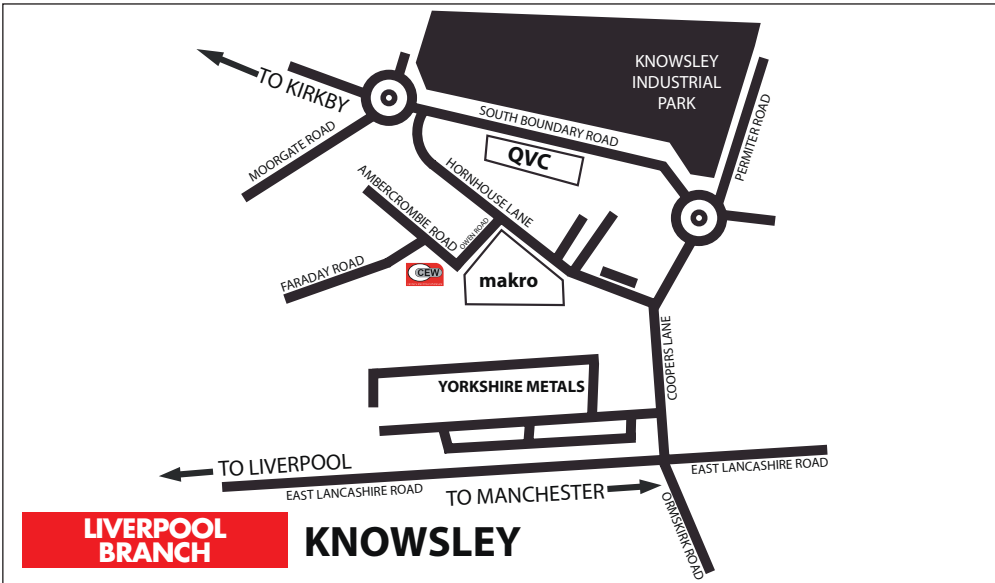 KNOWSLEY
INDUSTRIAL
PARK
TO KIRKBY
SOUTH BOUNDARY ROAD
PERMITER ROAD
MOORGATE ROAD
QVC
HORNHOUSE LANE
AMBERCROMBIE ROAD
OWEN ROAD
FARADAY ROAD
CEW
makro
COOPERS LANE
YORKSHIRE METALS
TO LIVERPOOL
EAST LANCASHIRE ROAD
EAST LANCASHIRE ROAD
TO MANCHESTER
ORMSKIRK ROAD
LIVERPOOL
BRANCH
KNOWSLEY